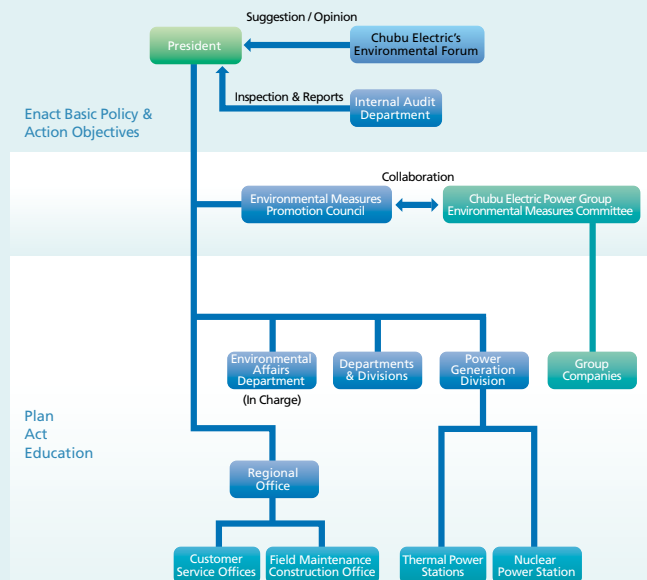 Suggestion / Opinion
President
Chubu Electric's
Environmental Forum
Inspection & Reports
Internal Audit
Department
Enact Basic Policy &
Action Objectives
Collaboration
Environmental Measures
Promotion Council
Chubu Electric Power Group
Environmental Measures Committee
Environmental
Affairs
Department
(In Charge)
Departments
& Divisions
Power
Generation
Division
Group
Companies
Plan
Act
Education
Regional
Office
Customer
Service Offices
Field Maintenance
Construction Office
Thermal Power
Stations
Nuclear
Power Station